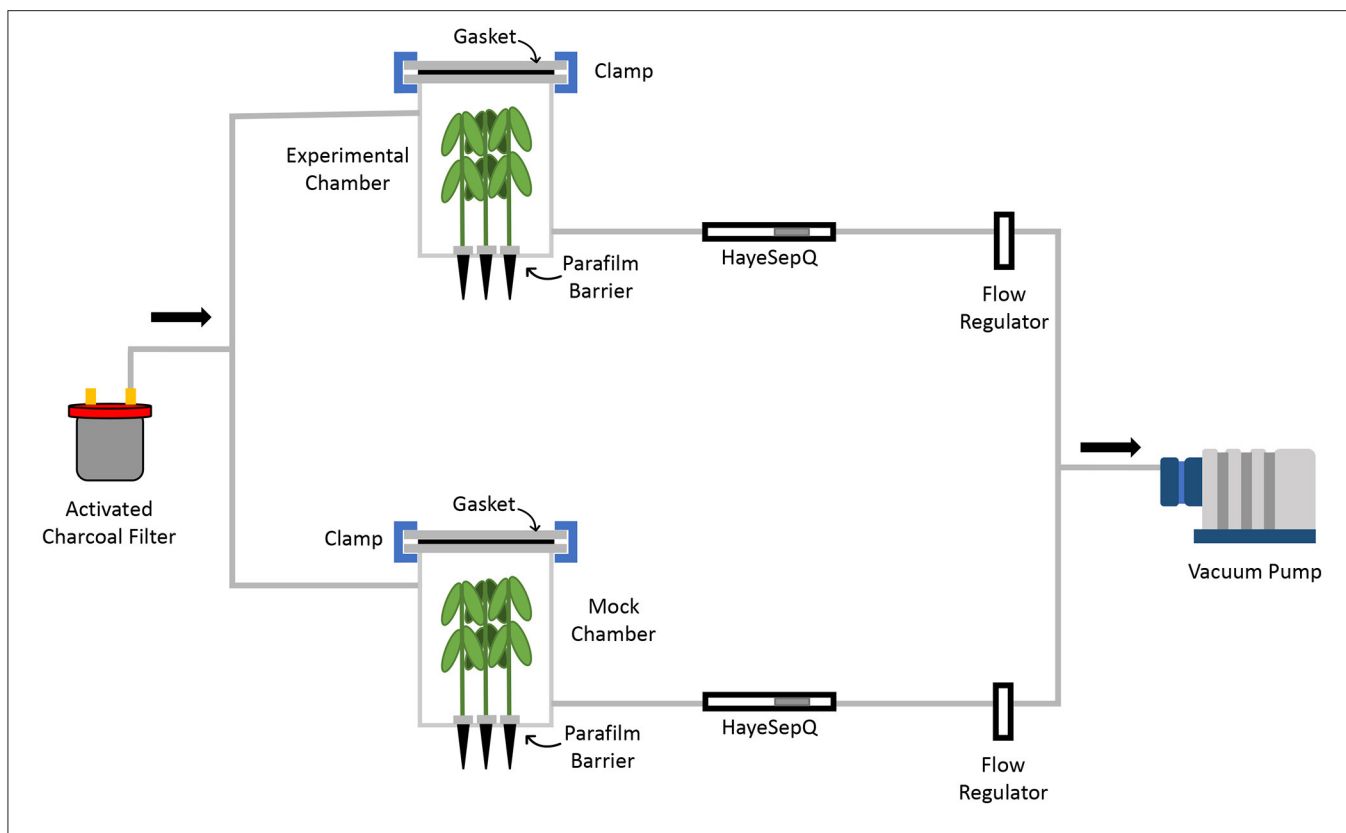 Gasket
Clamp
Experimental
Chamber
Parafilm
Barrier
HayeSepQ
Flow
Regulator
Activated
Charcoal Filter
Gasket
Clamp
Mock
Chamber
Parafilm
Barrier
HayeSepQ
Flow
Regulator
Vacuum Pump